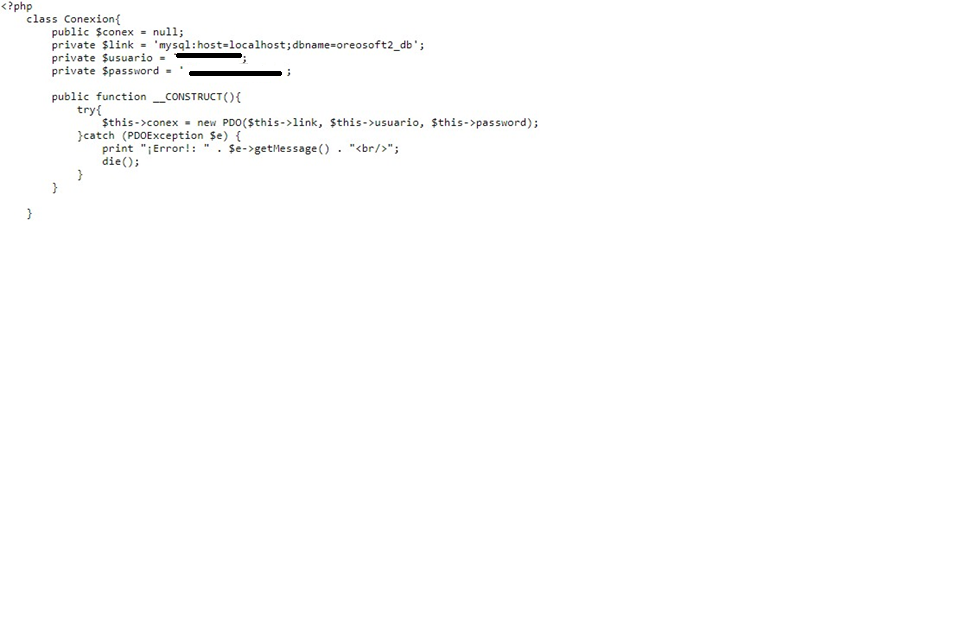 <?php
class Conexion{
public $conex = null;
private $link = 'mysql:host=localhost;dbname=oreosoft2_db';
private $usuario = ;
private $password = ' ;
public function __CONSTRUCT(){
try{
$this->conex = new PDO($this->link, $this->usuario, $this->password);
}catch (PDOException $e) {
print "¡Error!: " . $e->getMessage() . "<br/>";
die();
}
}
}